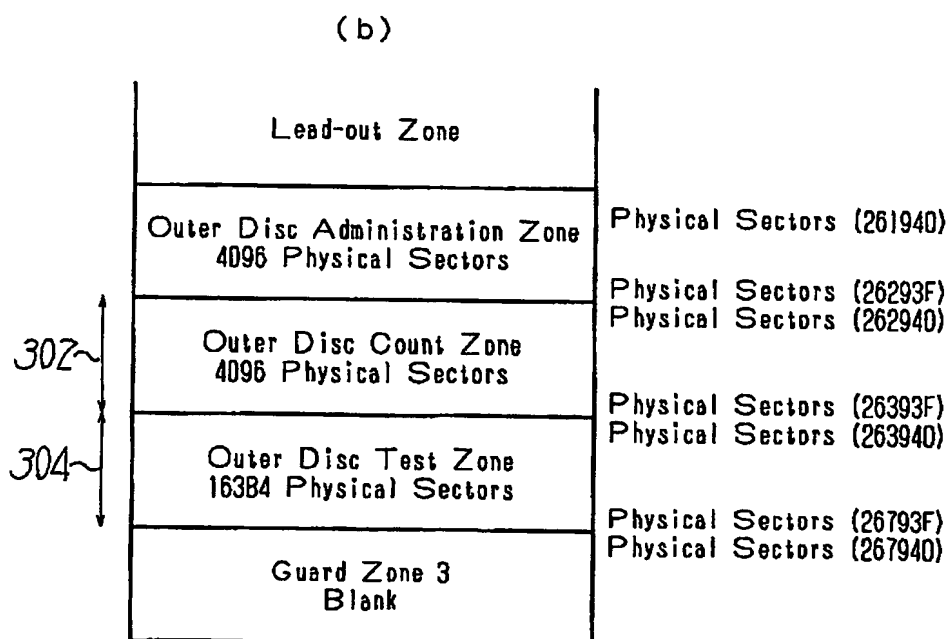 (b)
Lead-out Zone
Outer Disc Administration Zone
4096 Physical Sectors
Physical Sectors (261940)
Physical Sectors (26293F)
Physical Sectors (262940)
302
Outer Disc Count Zone
4096 Physical Sectors
Physical Sectors (26393F)
Physical Sectors (263940)
304
Outer Disc Test Zone
16384 Physical Sectors
Physical Sectors (26793F)
Physical Sectors (267940)
Guard Zone 3
Blank